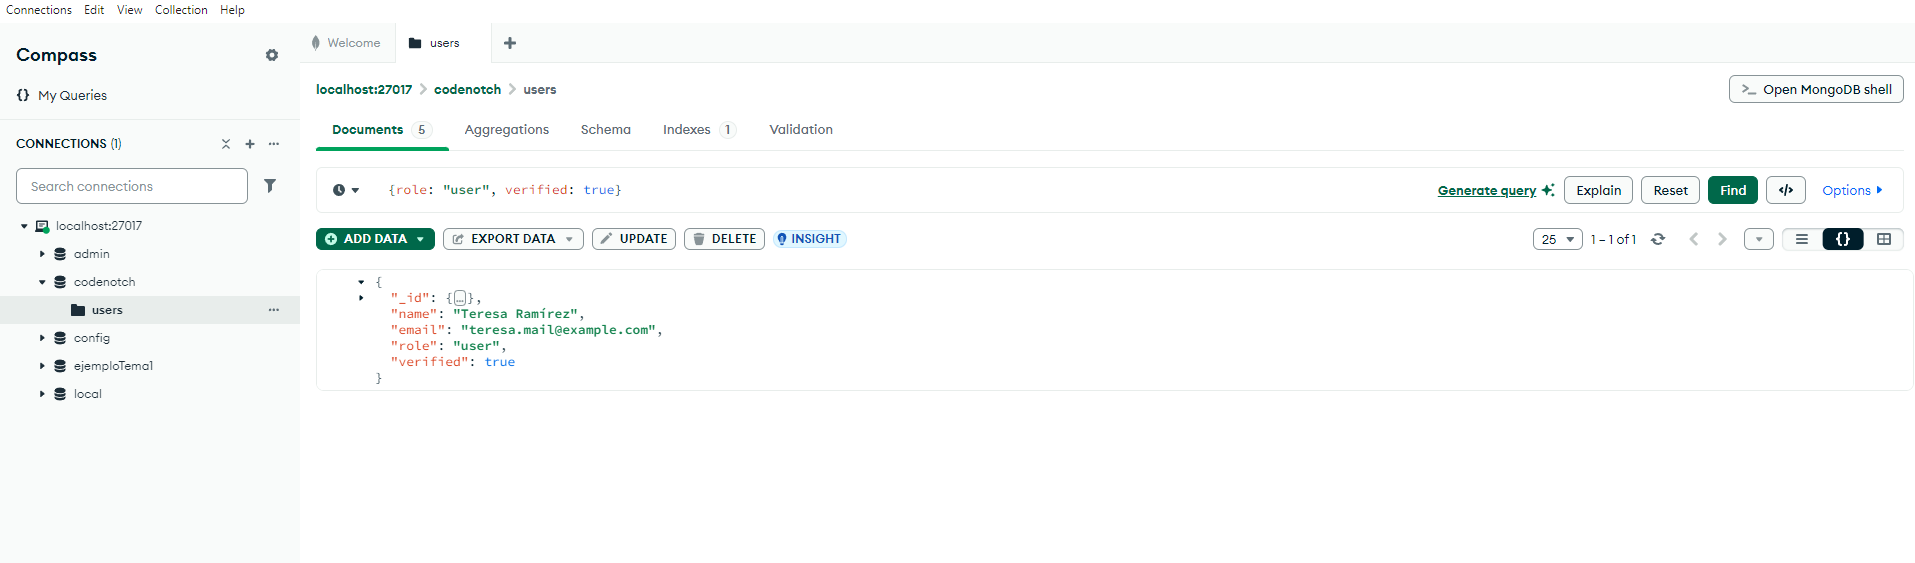 Connections Edit View Collection Help
Compass
{} My Queries
CONNECTIONS (1)
Search connections
localhost:27017
admin
codenotch
users
config
ejemploTema1
local
Welcome
users
localhost:27017 > codenotch > users
>_ Open MongoDB shell
Documents 5 Aggregations Schema Indexes 1 Validation
{role: "user", verified: true}
Generate query Explain Reset Find </> Options
ADD DATA EXPORT DATA UPDATE DELETE INSIGHT
25 1 – 1 of 1 {}
{
"_id": {…},
"name": "Teresa Ramírez",
"email": "teresa.mail@example.com",
"role": "user",
"verified": true
}